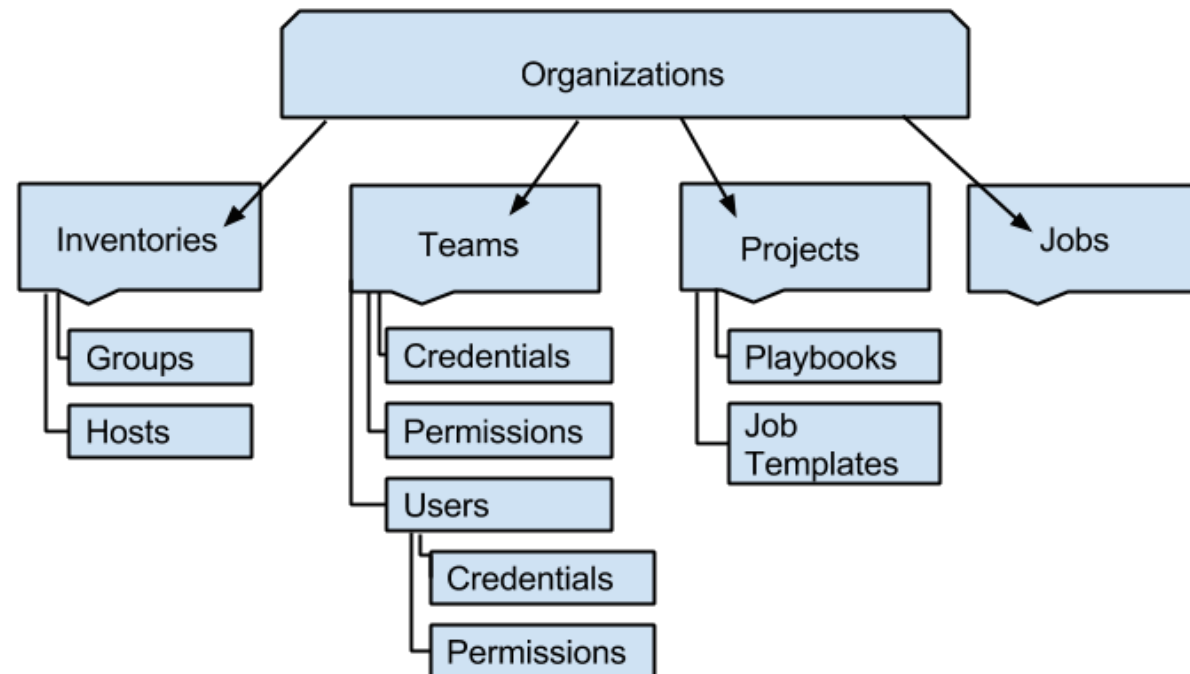 Organizations
Inventories
Teams
Projects
Jobs
Groups
Hosts
Credentials
Permissions
Users
Credentials
Permissions
Playbooks
Job
Templates